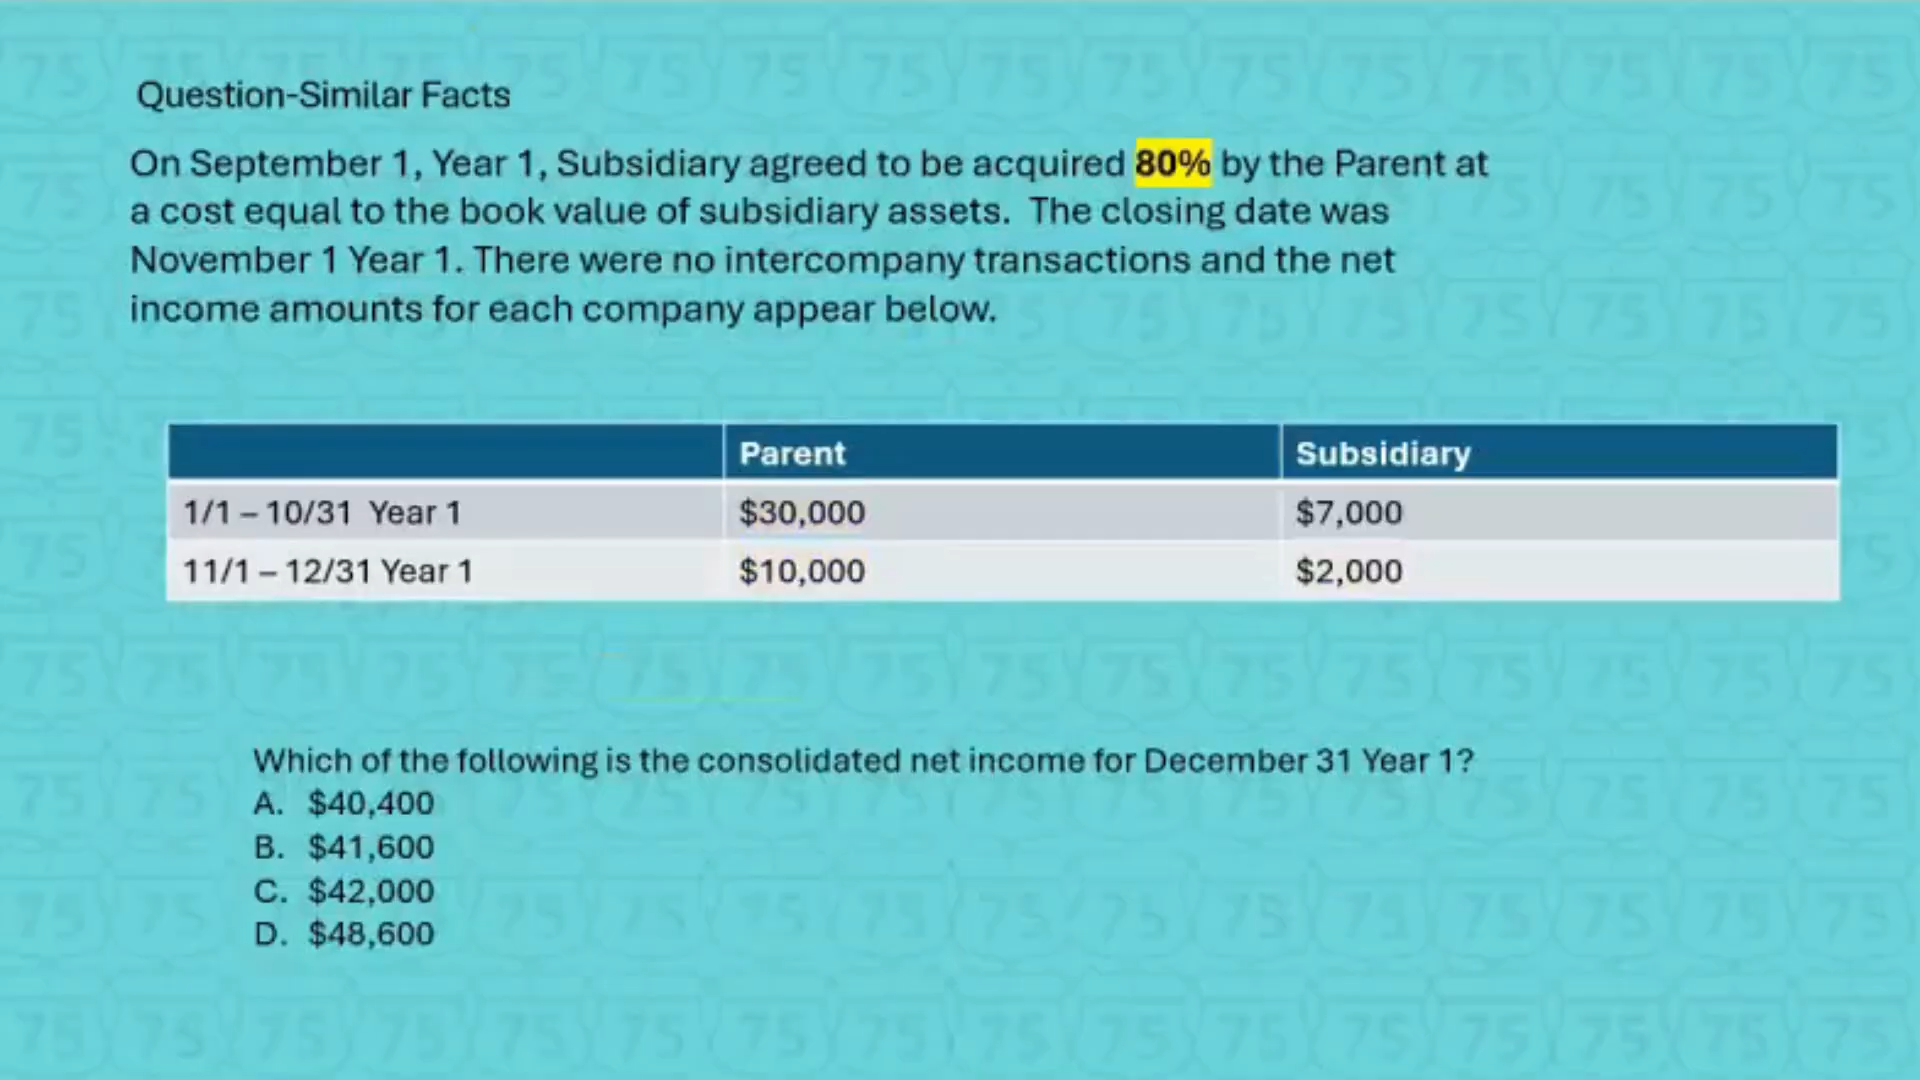 Question-Similar Facts
On September 1, Year 1, Subsidiary agreed to be acquired 80% by the Parent at
a cost equal to the book value of subsidiary assets.  The closing date was
November 1 Year 1. There were no intercompany transactions and the net
income amounts for each company appear below.
Parent Subsidiary
1/1 – 10/31  Year 1 $30,000 $7,000
11/1 – 12/31 Year 1 $10,000 $2,000
Which of the following is the consolidated net income for December 31 Year 1?
A. $40,400
B. $41,600
C. $42,000
D. $48,600